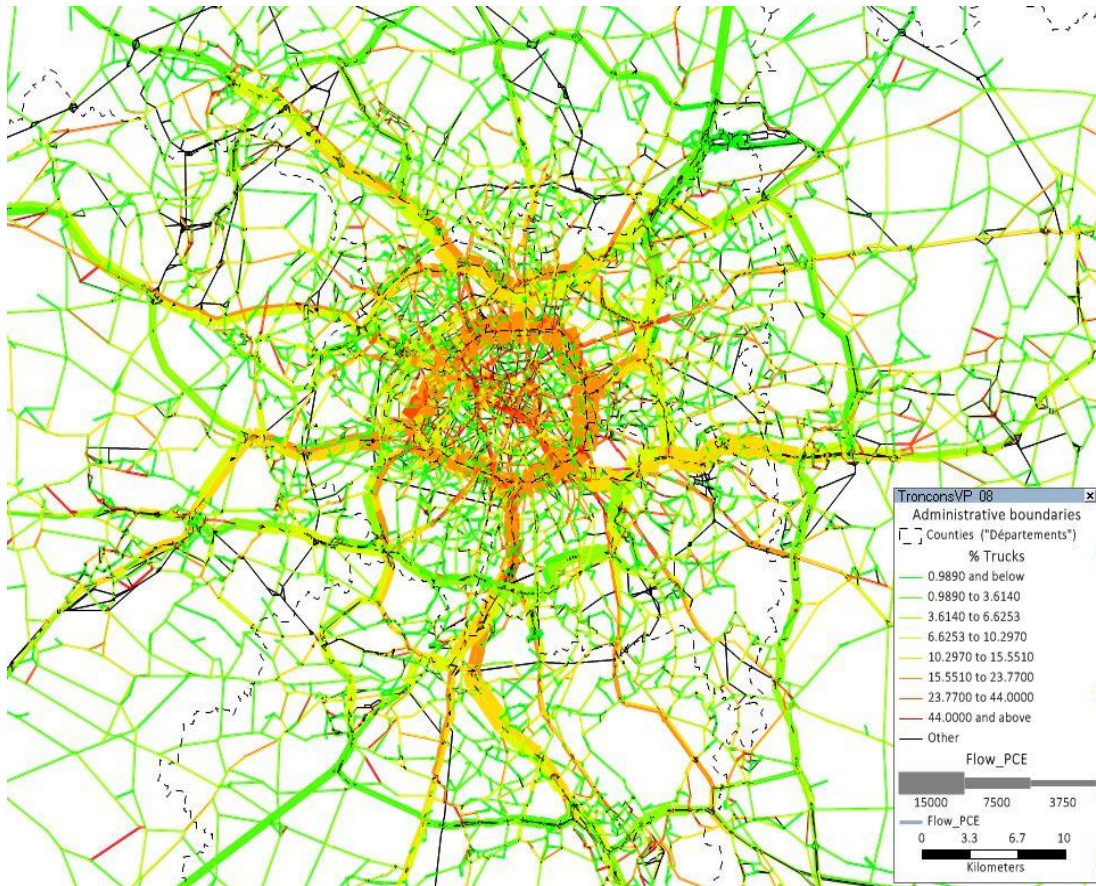 TronconsVP_08
Administrative boundaries
Counties ("Départements")
% Trucks
0.9890 and below
0.9890 to 3.6140
3.6140 to 6.6253
6.6253 to 10.2970
10.2970 to 15.5510
15.5510 to 23.7700
23.7700 to 44.0000
44.0000 and above
Other
Flow_PCE
15000 7500 3750
Flow_PCE
0 3.3 6.7 10
Kilometers